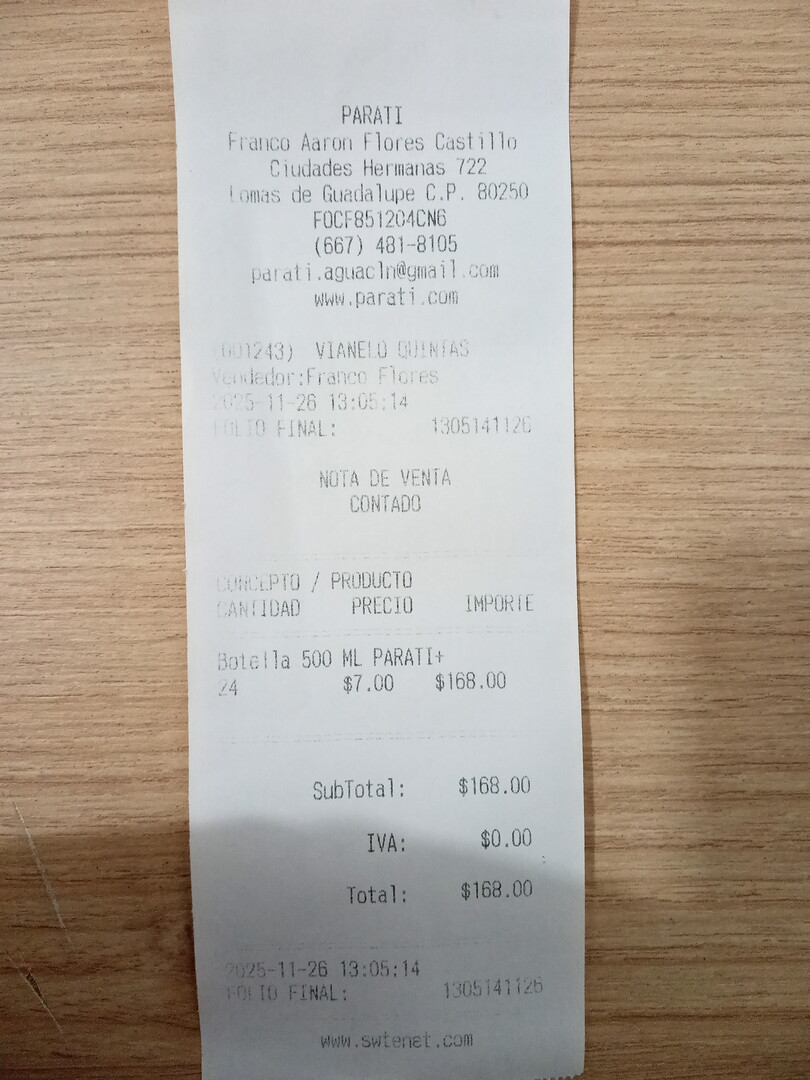 PARATI
Franco Aaron Flores Castillo
Ciudades Hermanas 722
Lomas de Guadalupe C.P. 80250
FOCF851204CN6
(667) 481-8105
parati.aguacln@gmail.com
www.parati.com
(001243) VIANELO QUINTAS
Vendedor:Franco Flores
2025-11-26 13:05:14
FOLIO FINAL: 1305141126
NOTA DE VENTA
CONTADO
CONCEPTO / PRODUCTO
CANTIDAD PRECIO IMPORTE
Botella 500 ML PARATI+
24 $7.00 $168.00
SubTotal: $168.00
IVA: $0.00
Total: $168.00
2025-11-26 13:05:14
FOLIO FINAL: 1305141126
www.swtenet.com